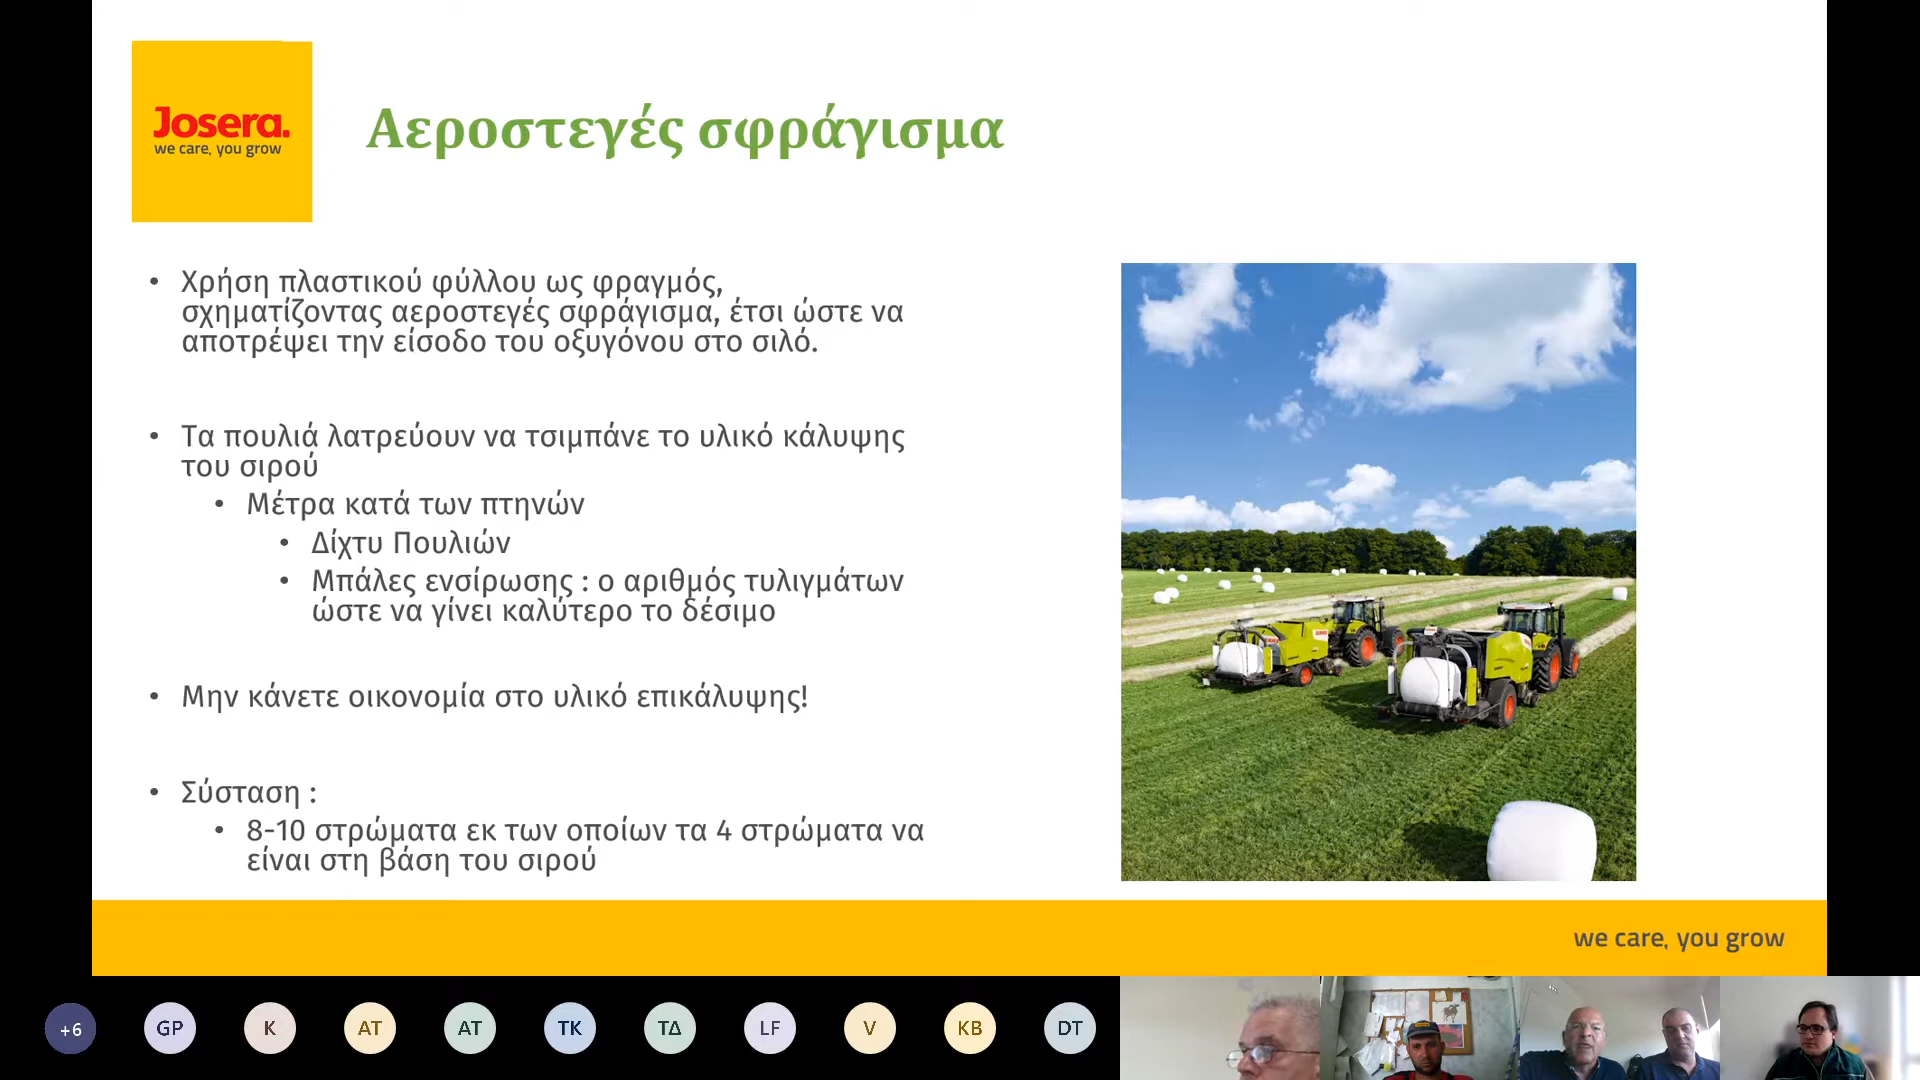 Josera.
we care, you grow
Αεροστεγές σφράγισμα
• Χρήση πλαστικού φύλλου ως φραγμός,
σχηματίζοντας αεροστεγές σφράγισμα, έτσι ώστε να
αποτρέψει την είσοδο του οξυγόνου στο σιλό.
• Τα πουλιά λατρεύουν να τσιμπάνε το υλικό κάλυψης
του σιρού
• Μέτρα κατά των πτηνών
• Δίχτυ Πουλιών
• Μπάλες ενσίρωσης : ο αριθμός τυλιγμάτων
ώστε να γίνει καλύτερο το δέσιμο
• Μην κάνετε οικονομία στο υλικό επικάλυψης!
• Σύσταση :
• 8-10 στρώματα εκ των οποίων τα 4 στρώματα να
είναι στη βάση του σιρού
we care, you grow
+6 GP K AT AT TK ΤΔ LF V KB DT